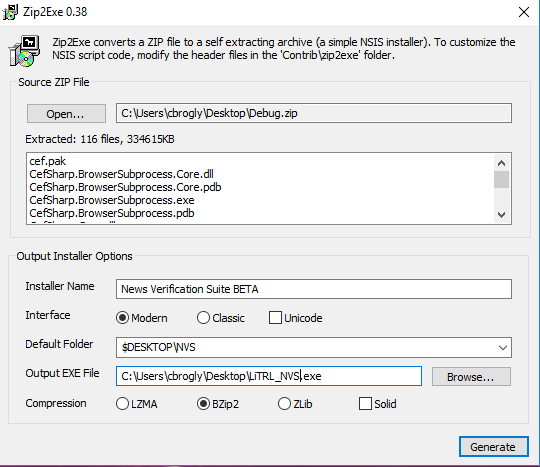 Zip2Exe 0.38
Zip2Exe converts a ZIP file to a self extracting archive (a simple NSIS installer). To customize the
NSIS script code, modify the header files in the 'Contrib\zip2exe' folder.
Source ZIP File
Open... C:\Users\cbrogly\Desktop\Debug.zip
Extracted: 116 files, 334615KB
cef.pak
CefSharp.BrowserSubprocess.Core.dll
CefSharp.BrowserSubprocess.Core.pdb
CefSharp.BrowserSubprocess.exe
CefSharp.BrowserSubprocess.pdb
Output Installer Options
Installer Name News Verification Suite BETA
Interface Modern Classic Unicode
Default Folder $DESKTOP\NVS
Output EXE File C:\Users\cbrogly\Desktop\LiTRL_NVS.exe Browse...
Compression LZMA BZip2 ZLib Solid
Generate